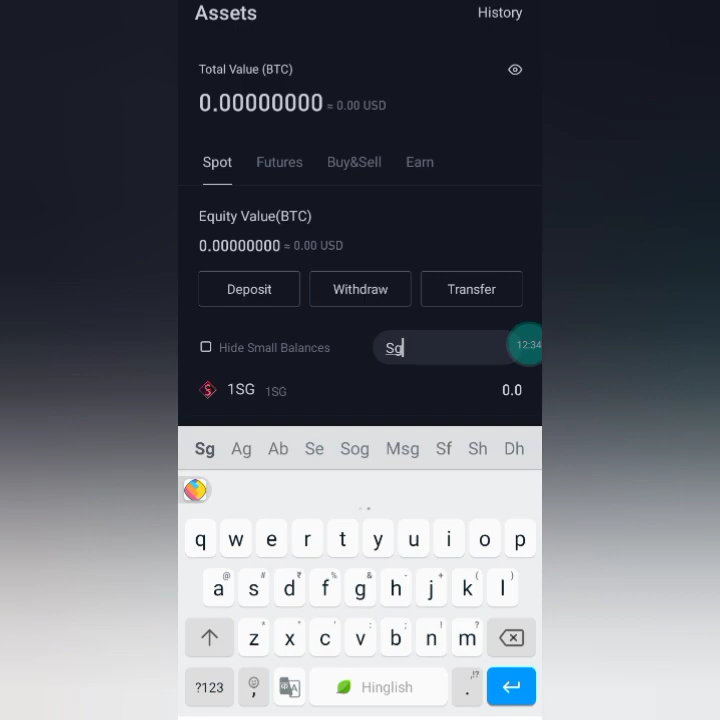 Assets History
Total Value (BTC)
0.00000000 ≈ 0.00 USD
Spot Futures Buy&Sell Earn
Equity Value(BTC)
0.00000000 ≈ 0.00 USD
Deposit Withdraw Transfer
Hide Small Balances Sg 12:34
1SG 1SG 0.0
Sg Ag Ab Se Sog Msg Sf Sh Dh
q w e r t y u i o p
@ # ₹ % & - + ( )
a s d f g h j k l
* " ' : ; ! ?
z x c v b n m
?123 , Hinglish . ,!?